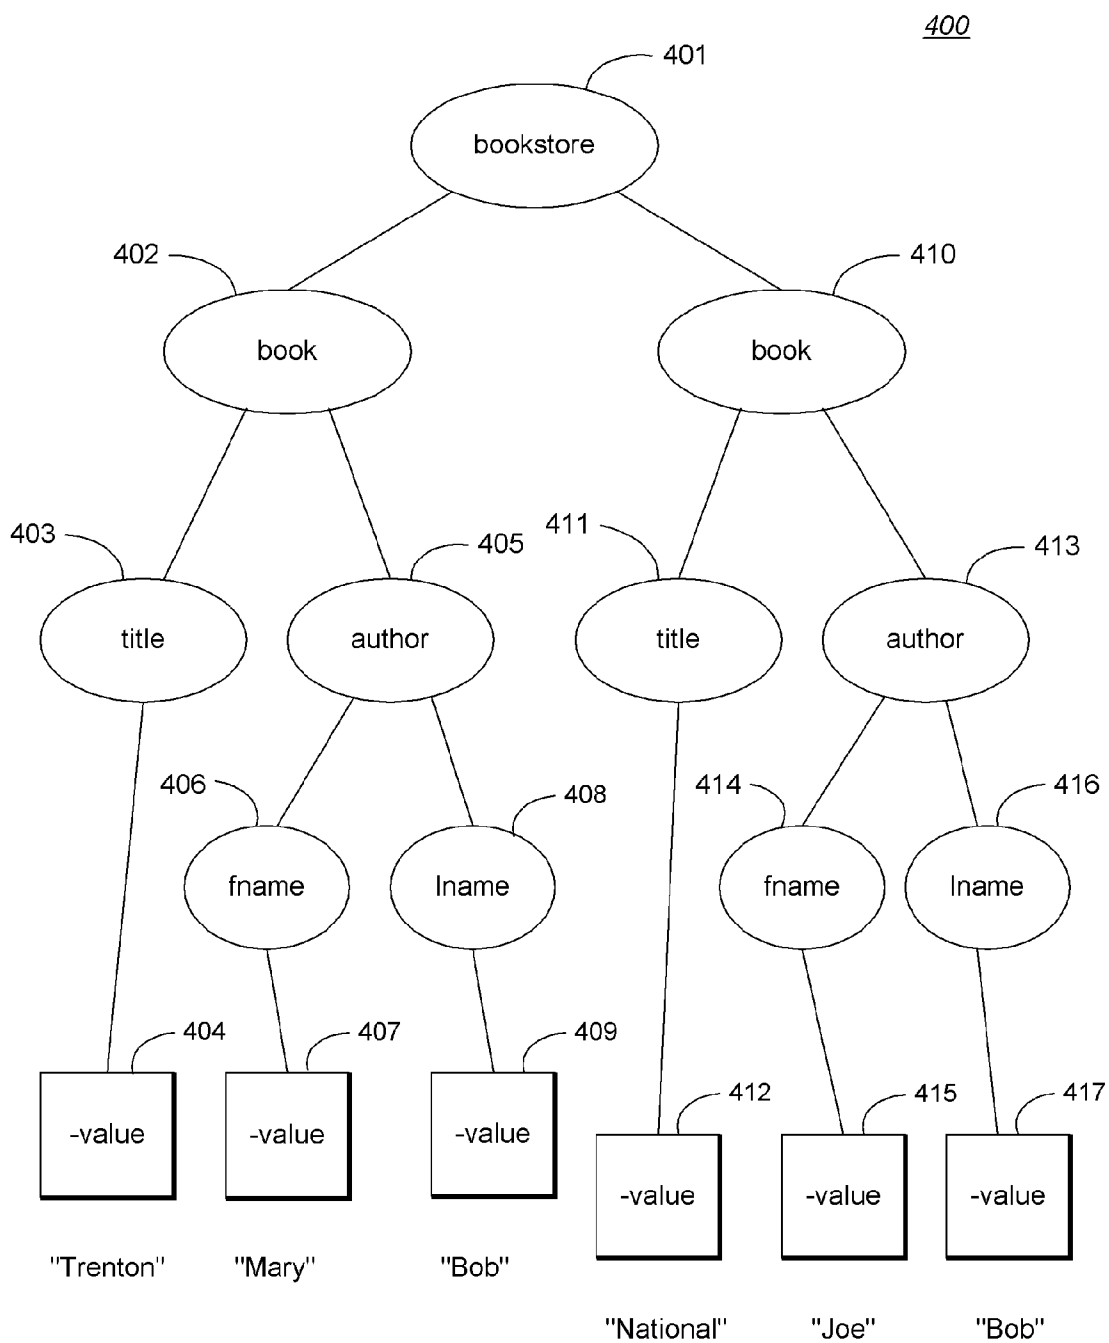 400
401
bookstore
402
410
book
book
403
405
411
413
title
author
title
author
406
408
414
416
fname
lname
fname
lname
404
407
409
412
415
417
-value
-value
-value
-value
-value
-value
"Trenton"
"Mary"
"Bob"
"National"
"Joe"
"Bob"